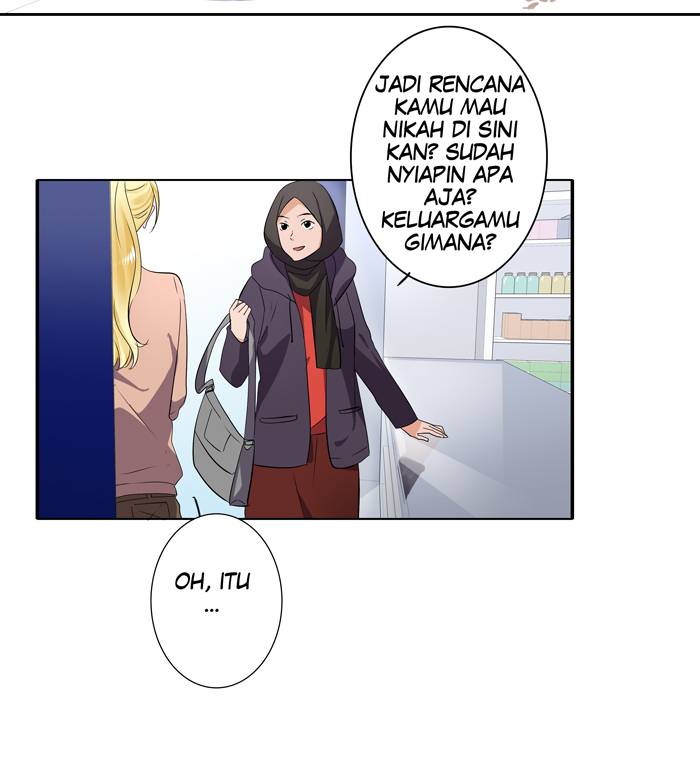 JADI RENCANA
KAMU MAU
NIKAH DI SINI
KAN? SUDAH
NYIAPIN APA
AJA?
KELUARGAMU
GIMANA?
OH, ITU
...